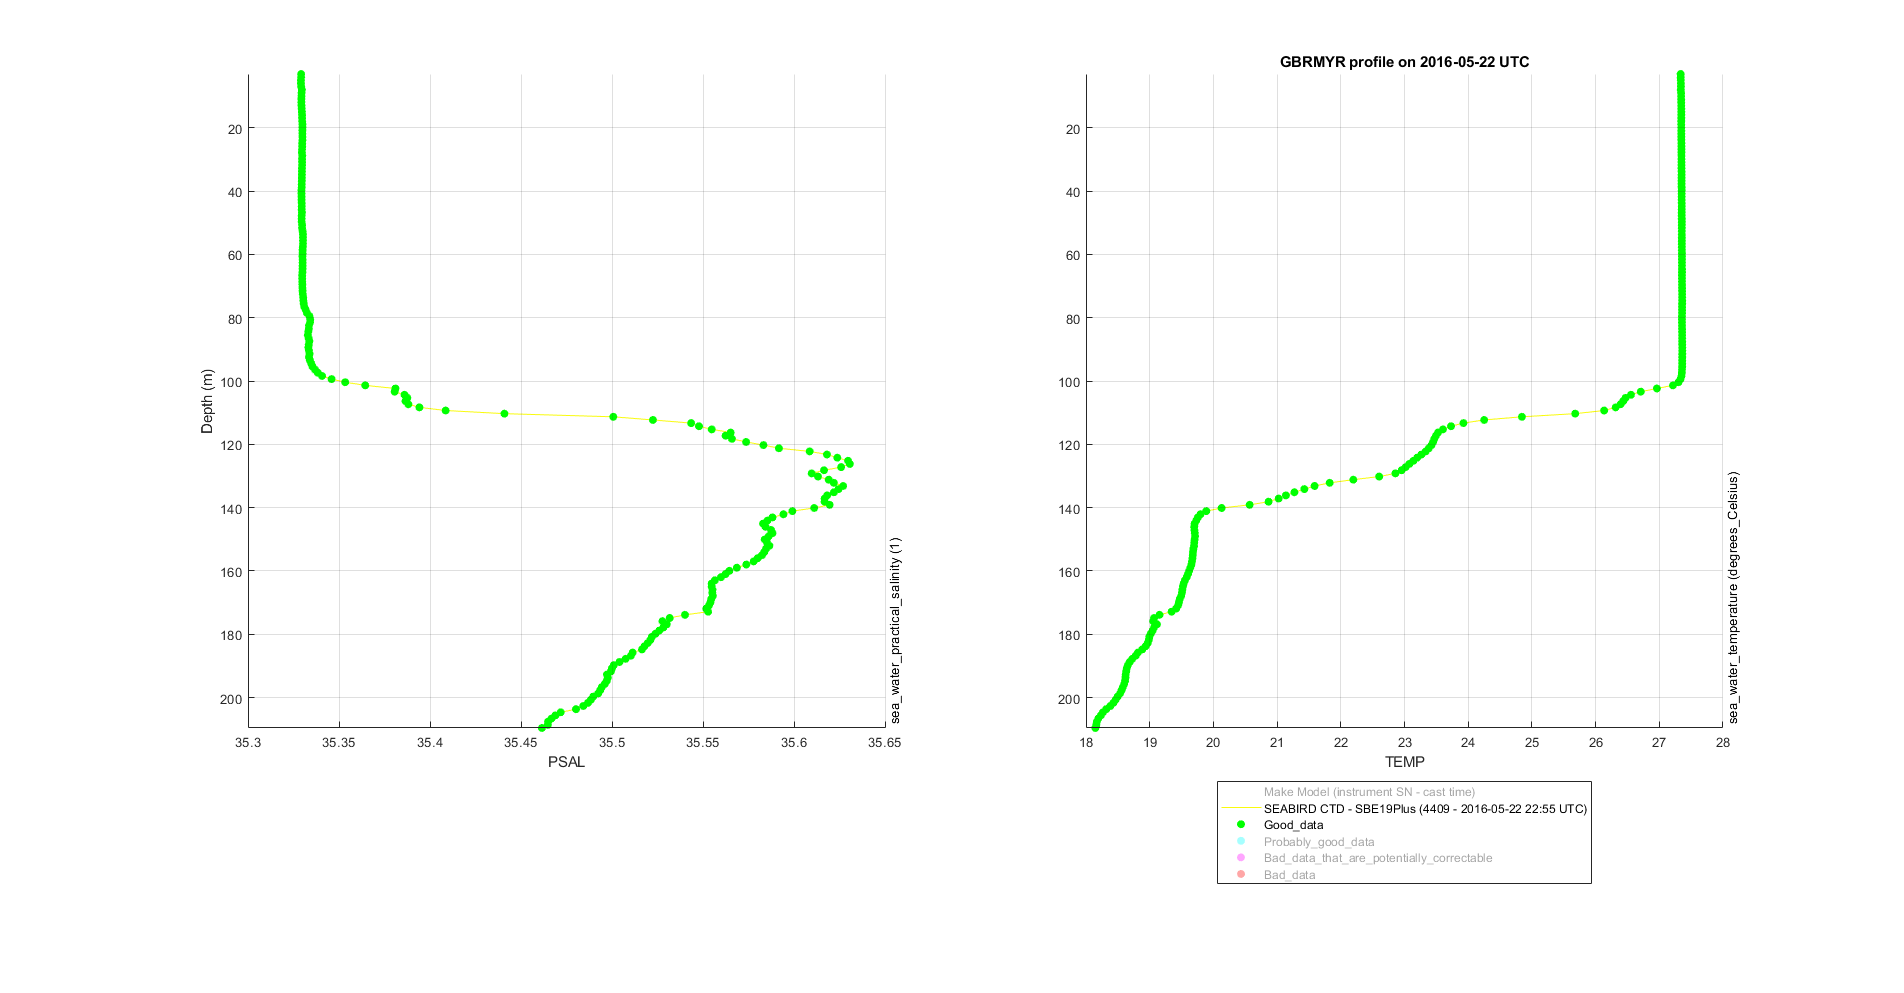 GBRMYR profile on 2016-05-22 UTC
Depth (m)
20
40
60
80
100
120
140
160
180
200
35.3 35.35 35.4 35.45 35.5 35.55 35.6 35.65
PSAL
sea_water_practical_salinity (1)
20
40
60
80
100
120
140
160
180
200
18 19 20 21 22 23 24 25 26 27 28
TEMP
sea_water_temperature (degrees_Celsius)
Make Model (instrument SN - cast time)
SEABIRD CTD - SBE19Plus (4409 - 2016-05-22 22:55 UTC)
Good_data
Probably_good_data
Bad_data_that_are_potentially_correctable
Bad_data